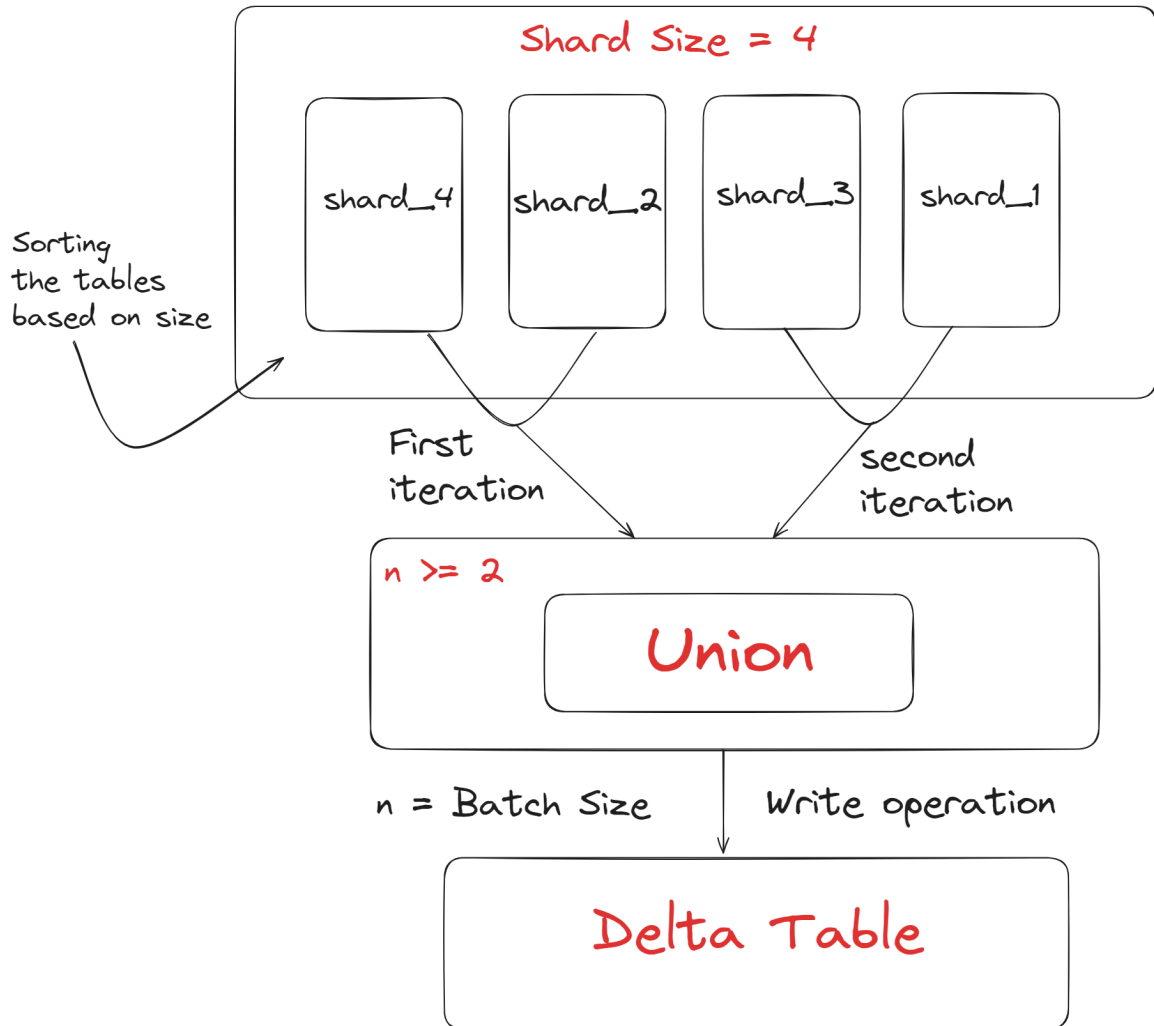 Shard Size = 4
shard_4
shard_2
shard_3
shard_1
Sorting
the tables
based on size
First
iteration
second
iteration
n >= 2
Union
n = Batch Size
Write operation
Delta Table